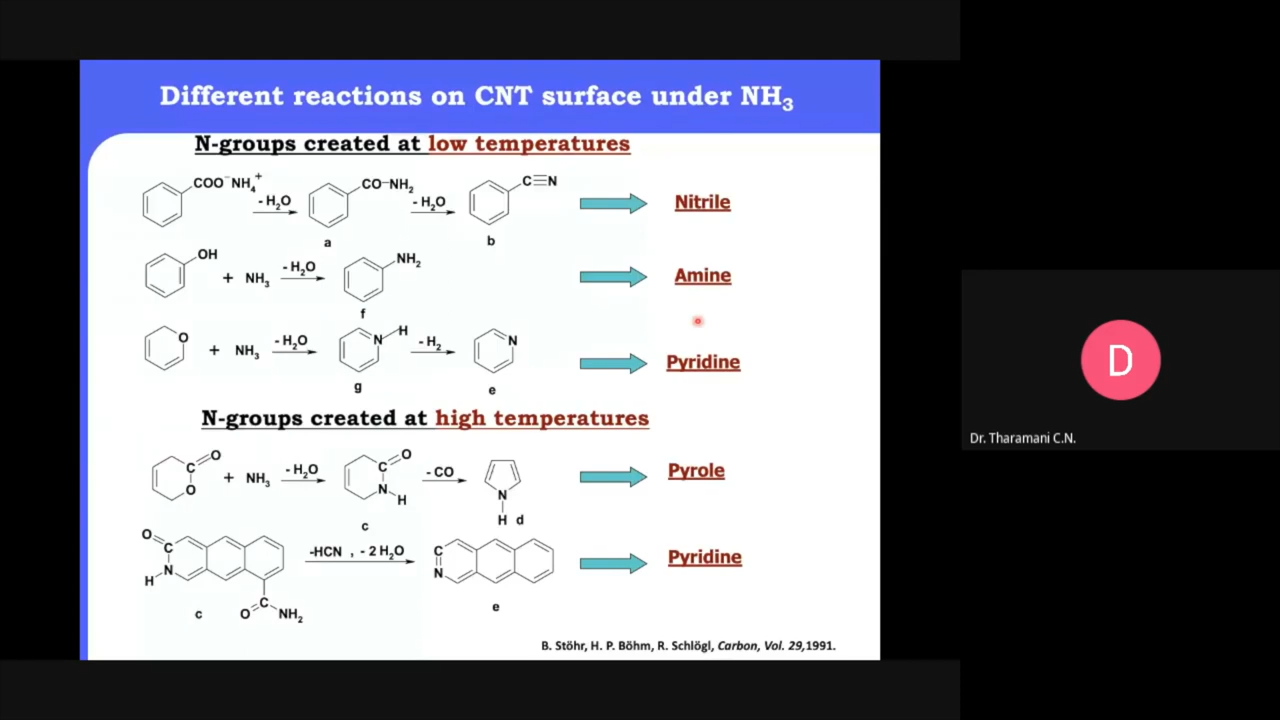 Different reactions on CNT surface under NH₃
N-groups created at low temperatures
COO⁻NH₄⁺ - H₂O CO-NH₂ - H₂O C≡N Nitrile
a b
OH + NH₃ - H₂O NH₂ Amine
f
O + NH₃ - H₂O N-H - H₂ N Pyridine
g e
N-groups created at high temperatures
C O O + NH₃ - H₂O C O N H - CO N H Pyrole
c d
O C N H C O NH₂ -HCN , - 2 H₂O C N Pyridine
c e
B. Stöhr, H. P. Böhm, R. Schlögl, Carbon, Vol. 29,1991.
D
Dr. Tharamani C.N.